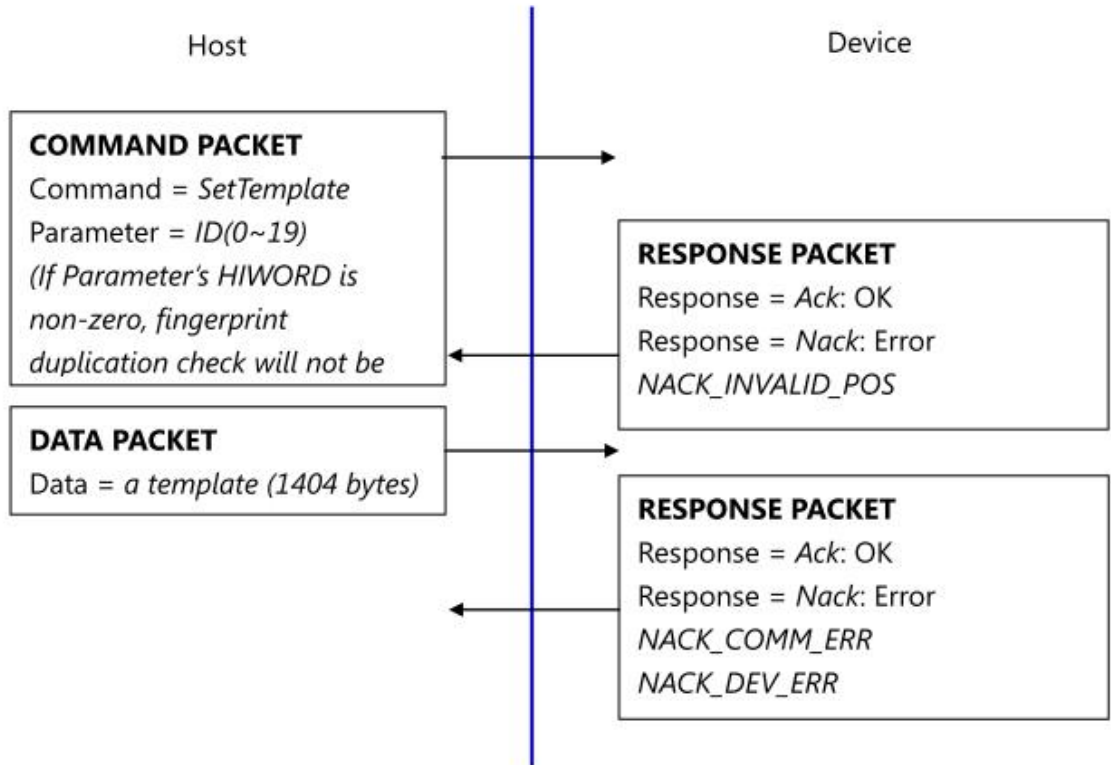 Host
Device
COMMAND PACKET
Command = SetTemplate
Parameter = ID(0~19)
(If Parameter‘s HIWORD is
non-zero, fingerprint
duplication check will not be
RESPONSE PACKET
Response = Ack: OK
Response = Nack: Error
NACK_INVALID_POS
DATA PACKET
Data = a template (1404 bytes)
RESPONSE PACKET
Response = Ack: OK
Response = Nack: Error
NACK_COMM_ERR
NACK_DEV_ERR